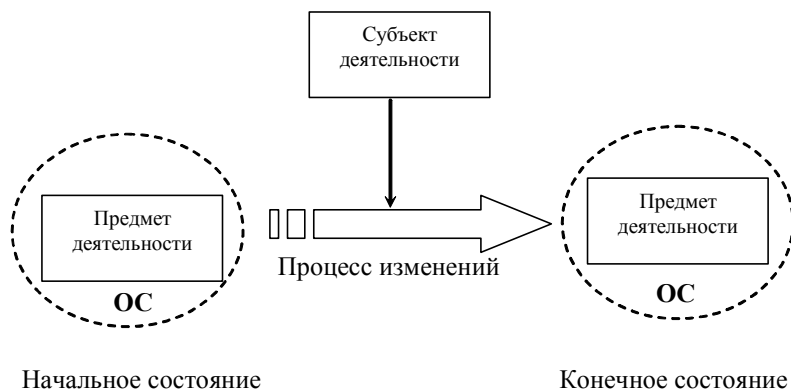 Субъект
деятельности
Предмет
деятельности
ОС
Процесс изменений
Предмет
деятельности
ОС
Начальное состояние
Конечное состояние